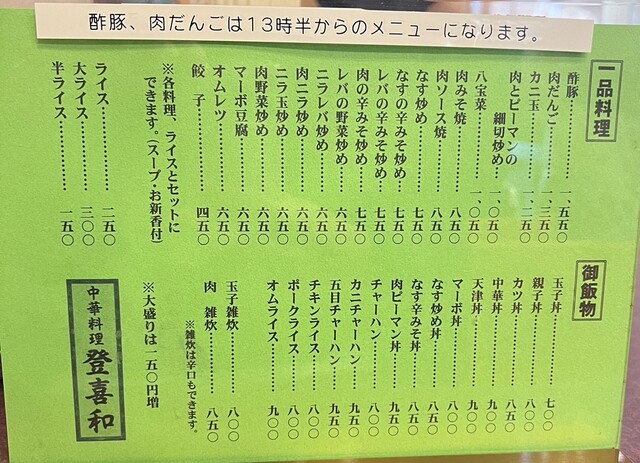 酢豚、肉だんごは13時半からのメニューになります。
一品料理
酢豚……一、五五〇
肉だんご……一、三五〇
カニ玉……一、二五〇
肉とピーマンの
細切炒め…一、〇五〇
八宝菜……一、〇五〇
肉みそ焼……八五〇
肉ソース焼……八五〇
なす炒め……七五〇
なすの辛みそ炒め…七五〇
レバの辛みそ炒め…七五〇
肉の辛みそ炒め…七五〇
レバの野菜炒め…六五〇
ニラレバ炒め……六五〇
肉ニラ炒め……六五〇
ニラ玉炒め……六五〇
肉野菜炒め……六五〇
マーボ豆腐……六五〇
オムレツ……六五〇
餃子……四五〇
※各料理、ライスとセットに
できます。(スープ・お新香付)
ライス……二五〇
大ライス……三〇〇
半ライス……一五〇
御飯物
玉子丼……七〇〇
親子丼……八〇〇
カツ丼……八五〇
中華丼……九〇〇
天津丼……九〇〇
マーボ丼……八〇〇
なす炒め丼……八五〇
なす辛みそ丼……八五〇
肉ピーマン丼……九五〇
チャーハン……八〇〇
カニチャーハン…九五〇
五目チャーハン…九五〇
チキンライス……八〇〇
ポークライス……八〇〇
オムライス……九〇〇
玉子雑炊……八〇〇
肉雑炊……八五〇
※雑炊は辛口もできます。
※大盛りは一五〇円増
中華料理 登喜和